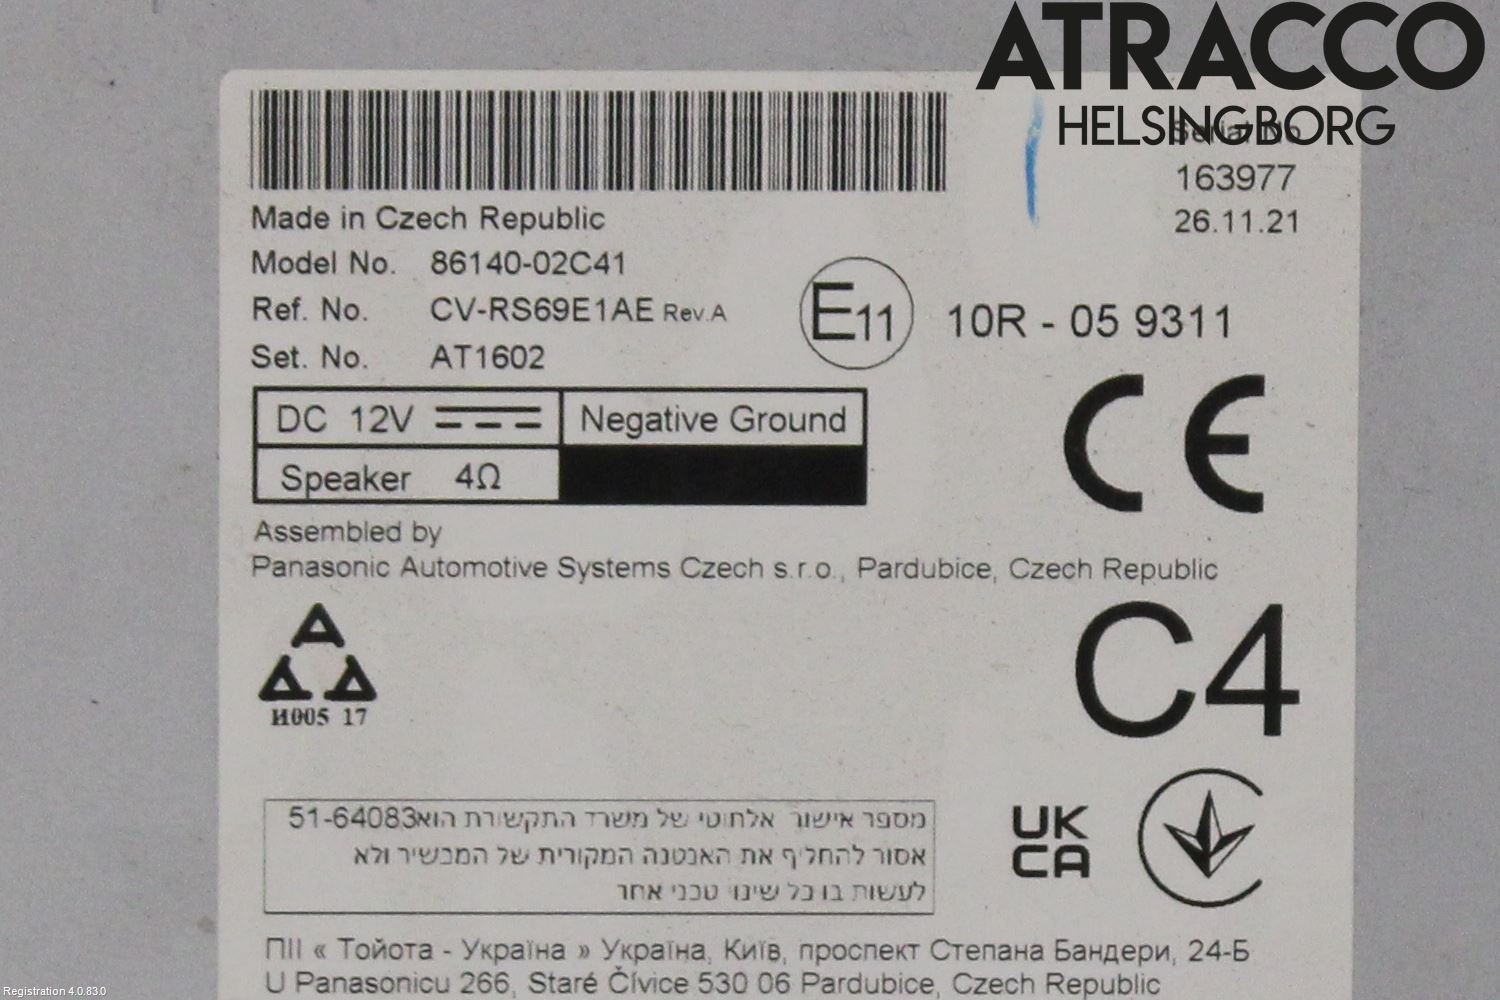 ATRACCO
HELSINGBORG
Serial No
163977
26.11.21
Made in Czech Republic
Model No. 86140-02C41
Ref. No. CV-RS69E1AE Rev.A
Set. No. AT1602
E11 10R - 05 9311
DC 12V Negative Ground
Speaker 4Ω
CE
Assembled by
Panasonic Automotive Systems Czech s.r.o., Pardubice, Czech Republic
C4
И005 17
מספר אישור אלחוטי של משרד התקשורת הוא51-64083
אסור להחליף את האנטנה המקורית של המכשיר ולא
לעשות בו כל שינוי טכני אחר
UK
CA
ПІІ « Тойота - Україна » Україна, Київ, проспект Степана Бандери, 24-Б
U Panasonicu 266, Staré Čívice 530 06 Pardubice, Czech Republic
Registration 4.0.83.0